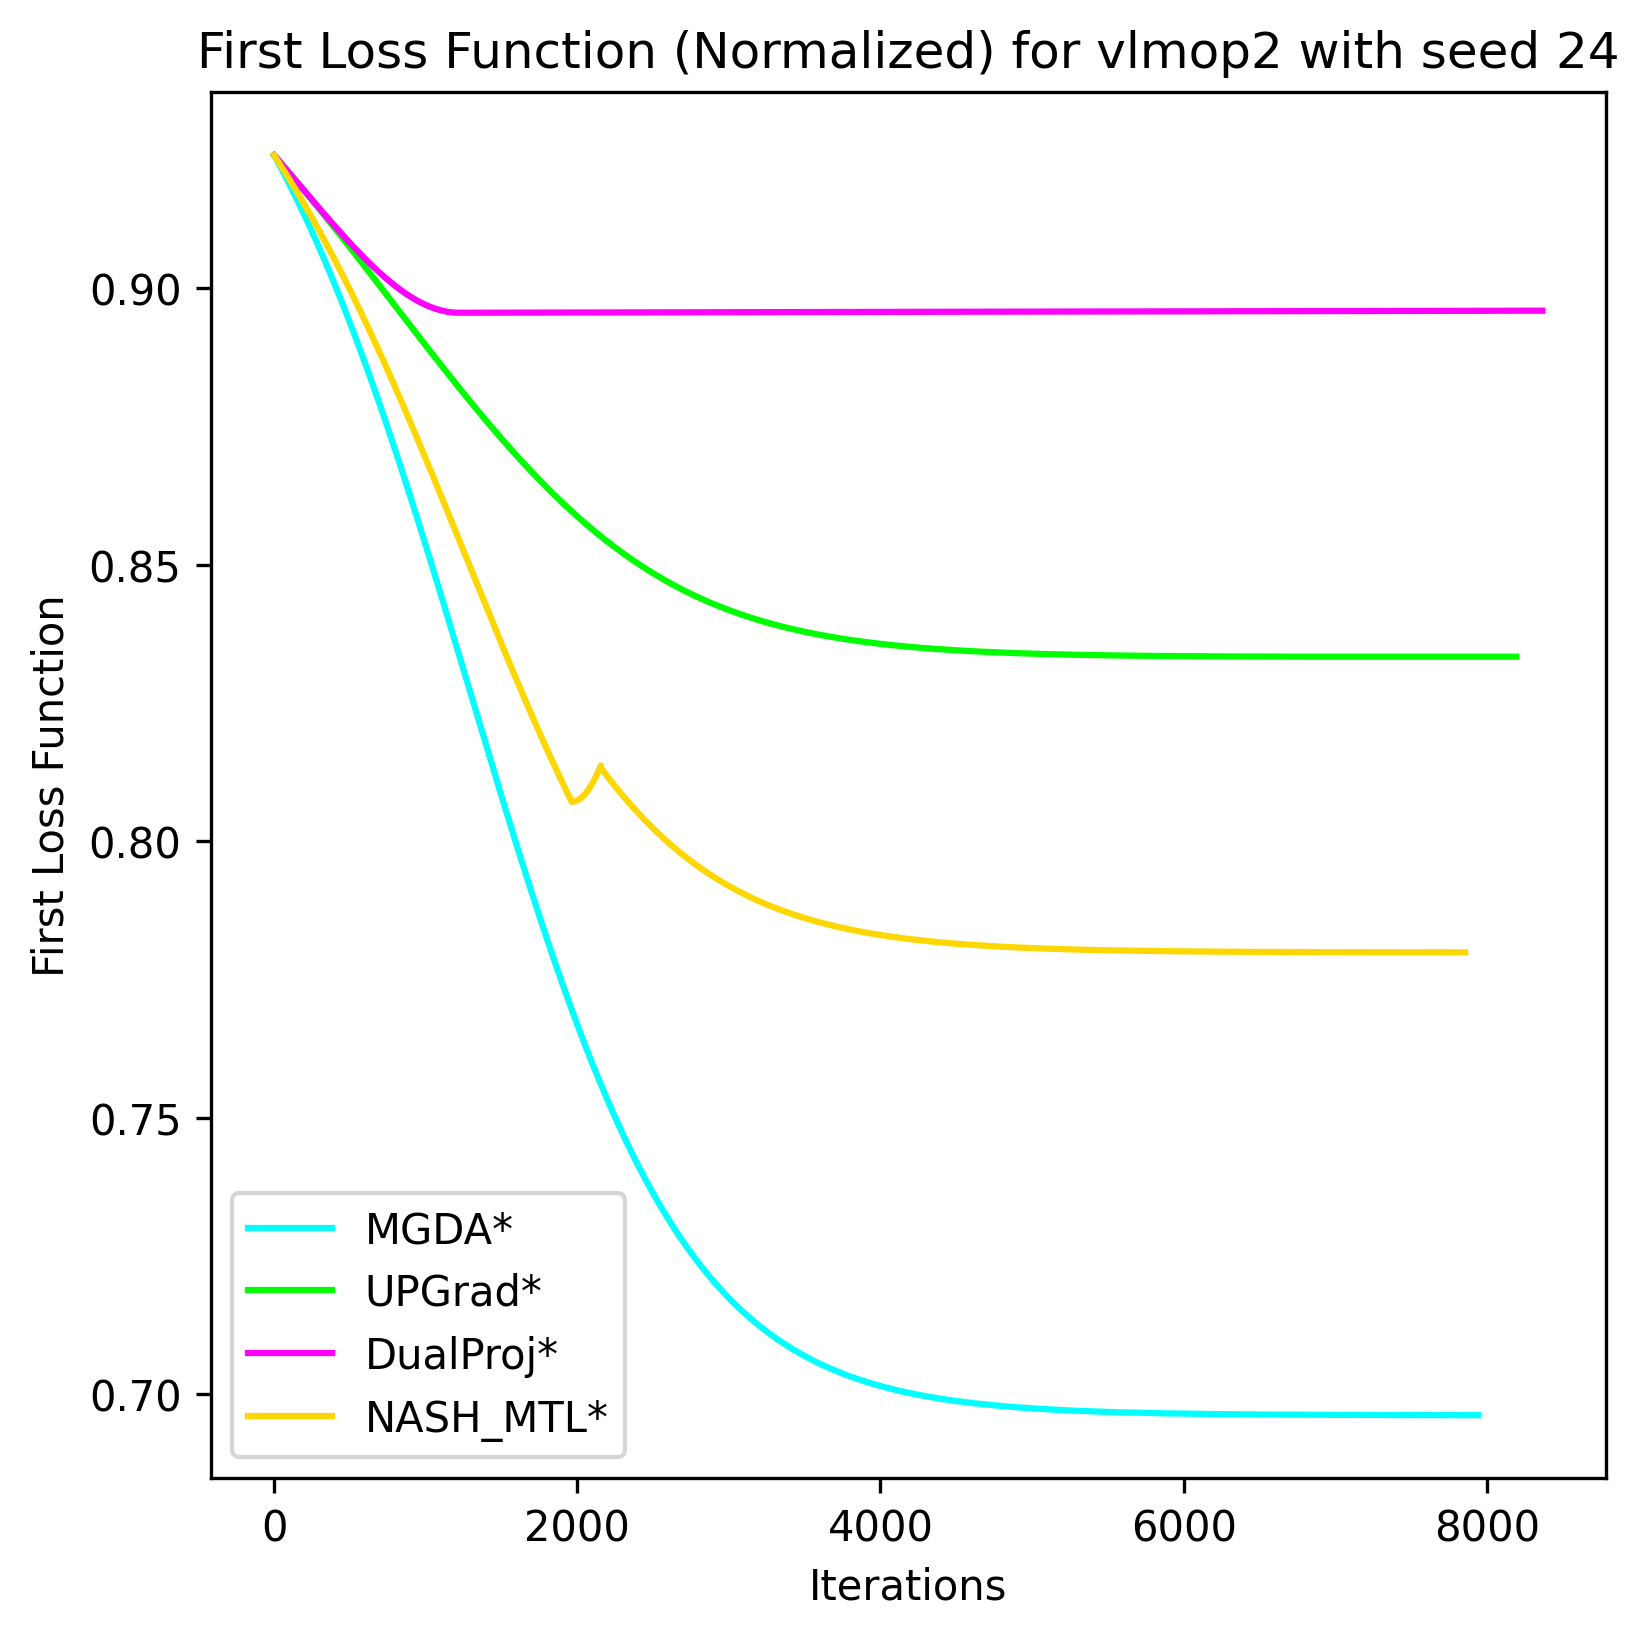 First Loss Function (Normalized) for vlmop2 with seed 24
First Loss Function
0.90
0.85
0.80
0.75
0.70
MGDA*
UPGrad*
DualProj*
NASH_MTL*
0 2000 4000 6000 8000
Iterations